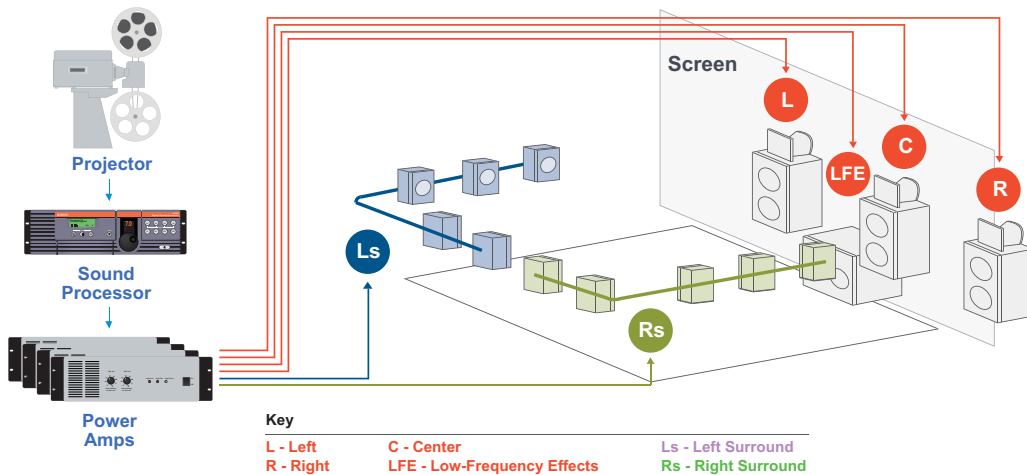 Screen
L
C
LFE
R
Projector
Ls
Sound
Processor
Rs
Power
Amps
Key
L - Left
C - Center
Ls - Left Surround
R - Right
LFE - Low-Frequency Effects
Rs - Right Surround